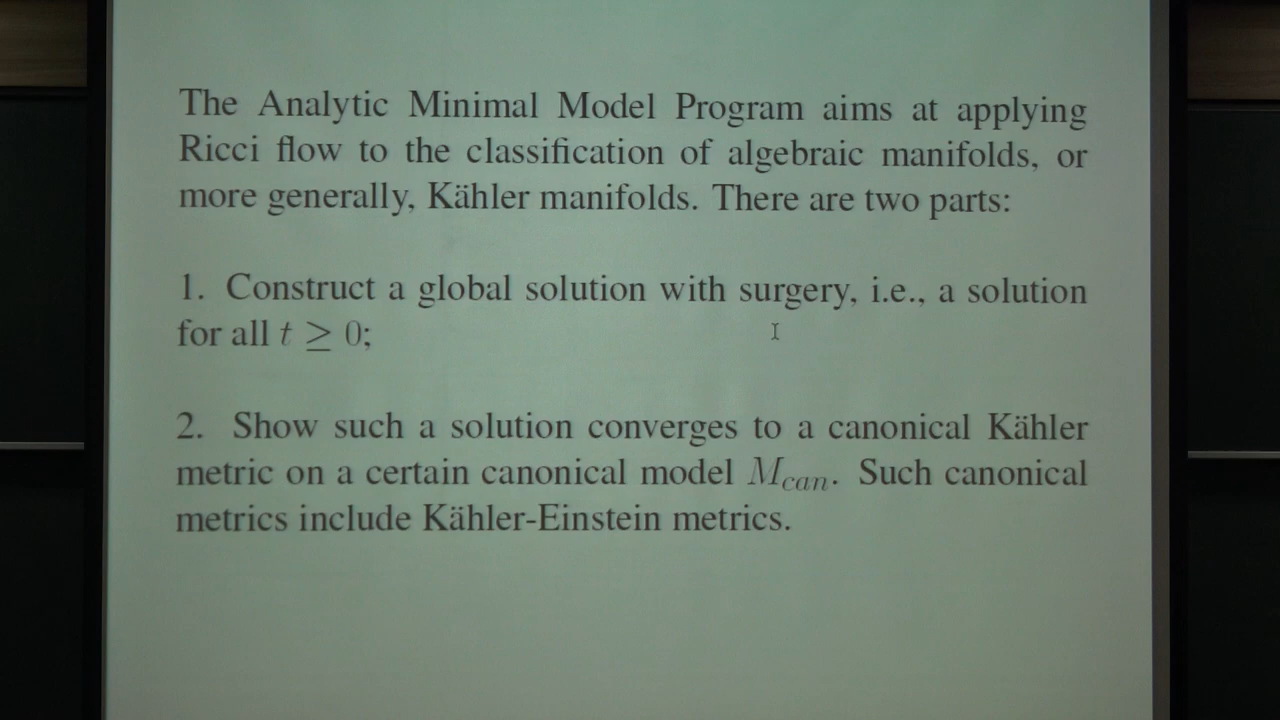 The Analytic Minimal Model Program aims at applying
Ricci flow to the classification of algebraic manifolds, or
more generally, Kähler manifolds. There are two parts:
1. Construct a global solution with surgery, i.e., a solution
for all t ≥ 0;
2. Show such a solution converges to a canonical Kähler
metric on a certain canonical model M_can. Such canonical
metrics include Kähler-Einstein metrics.